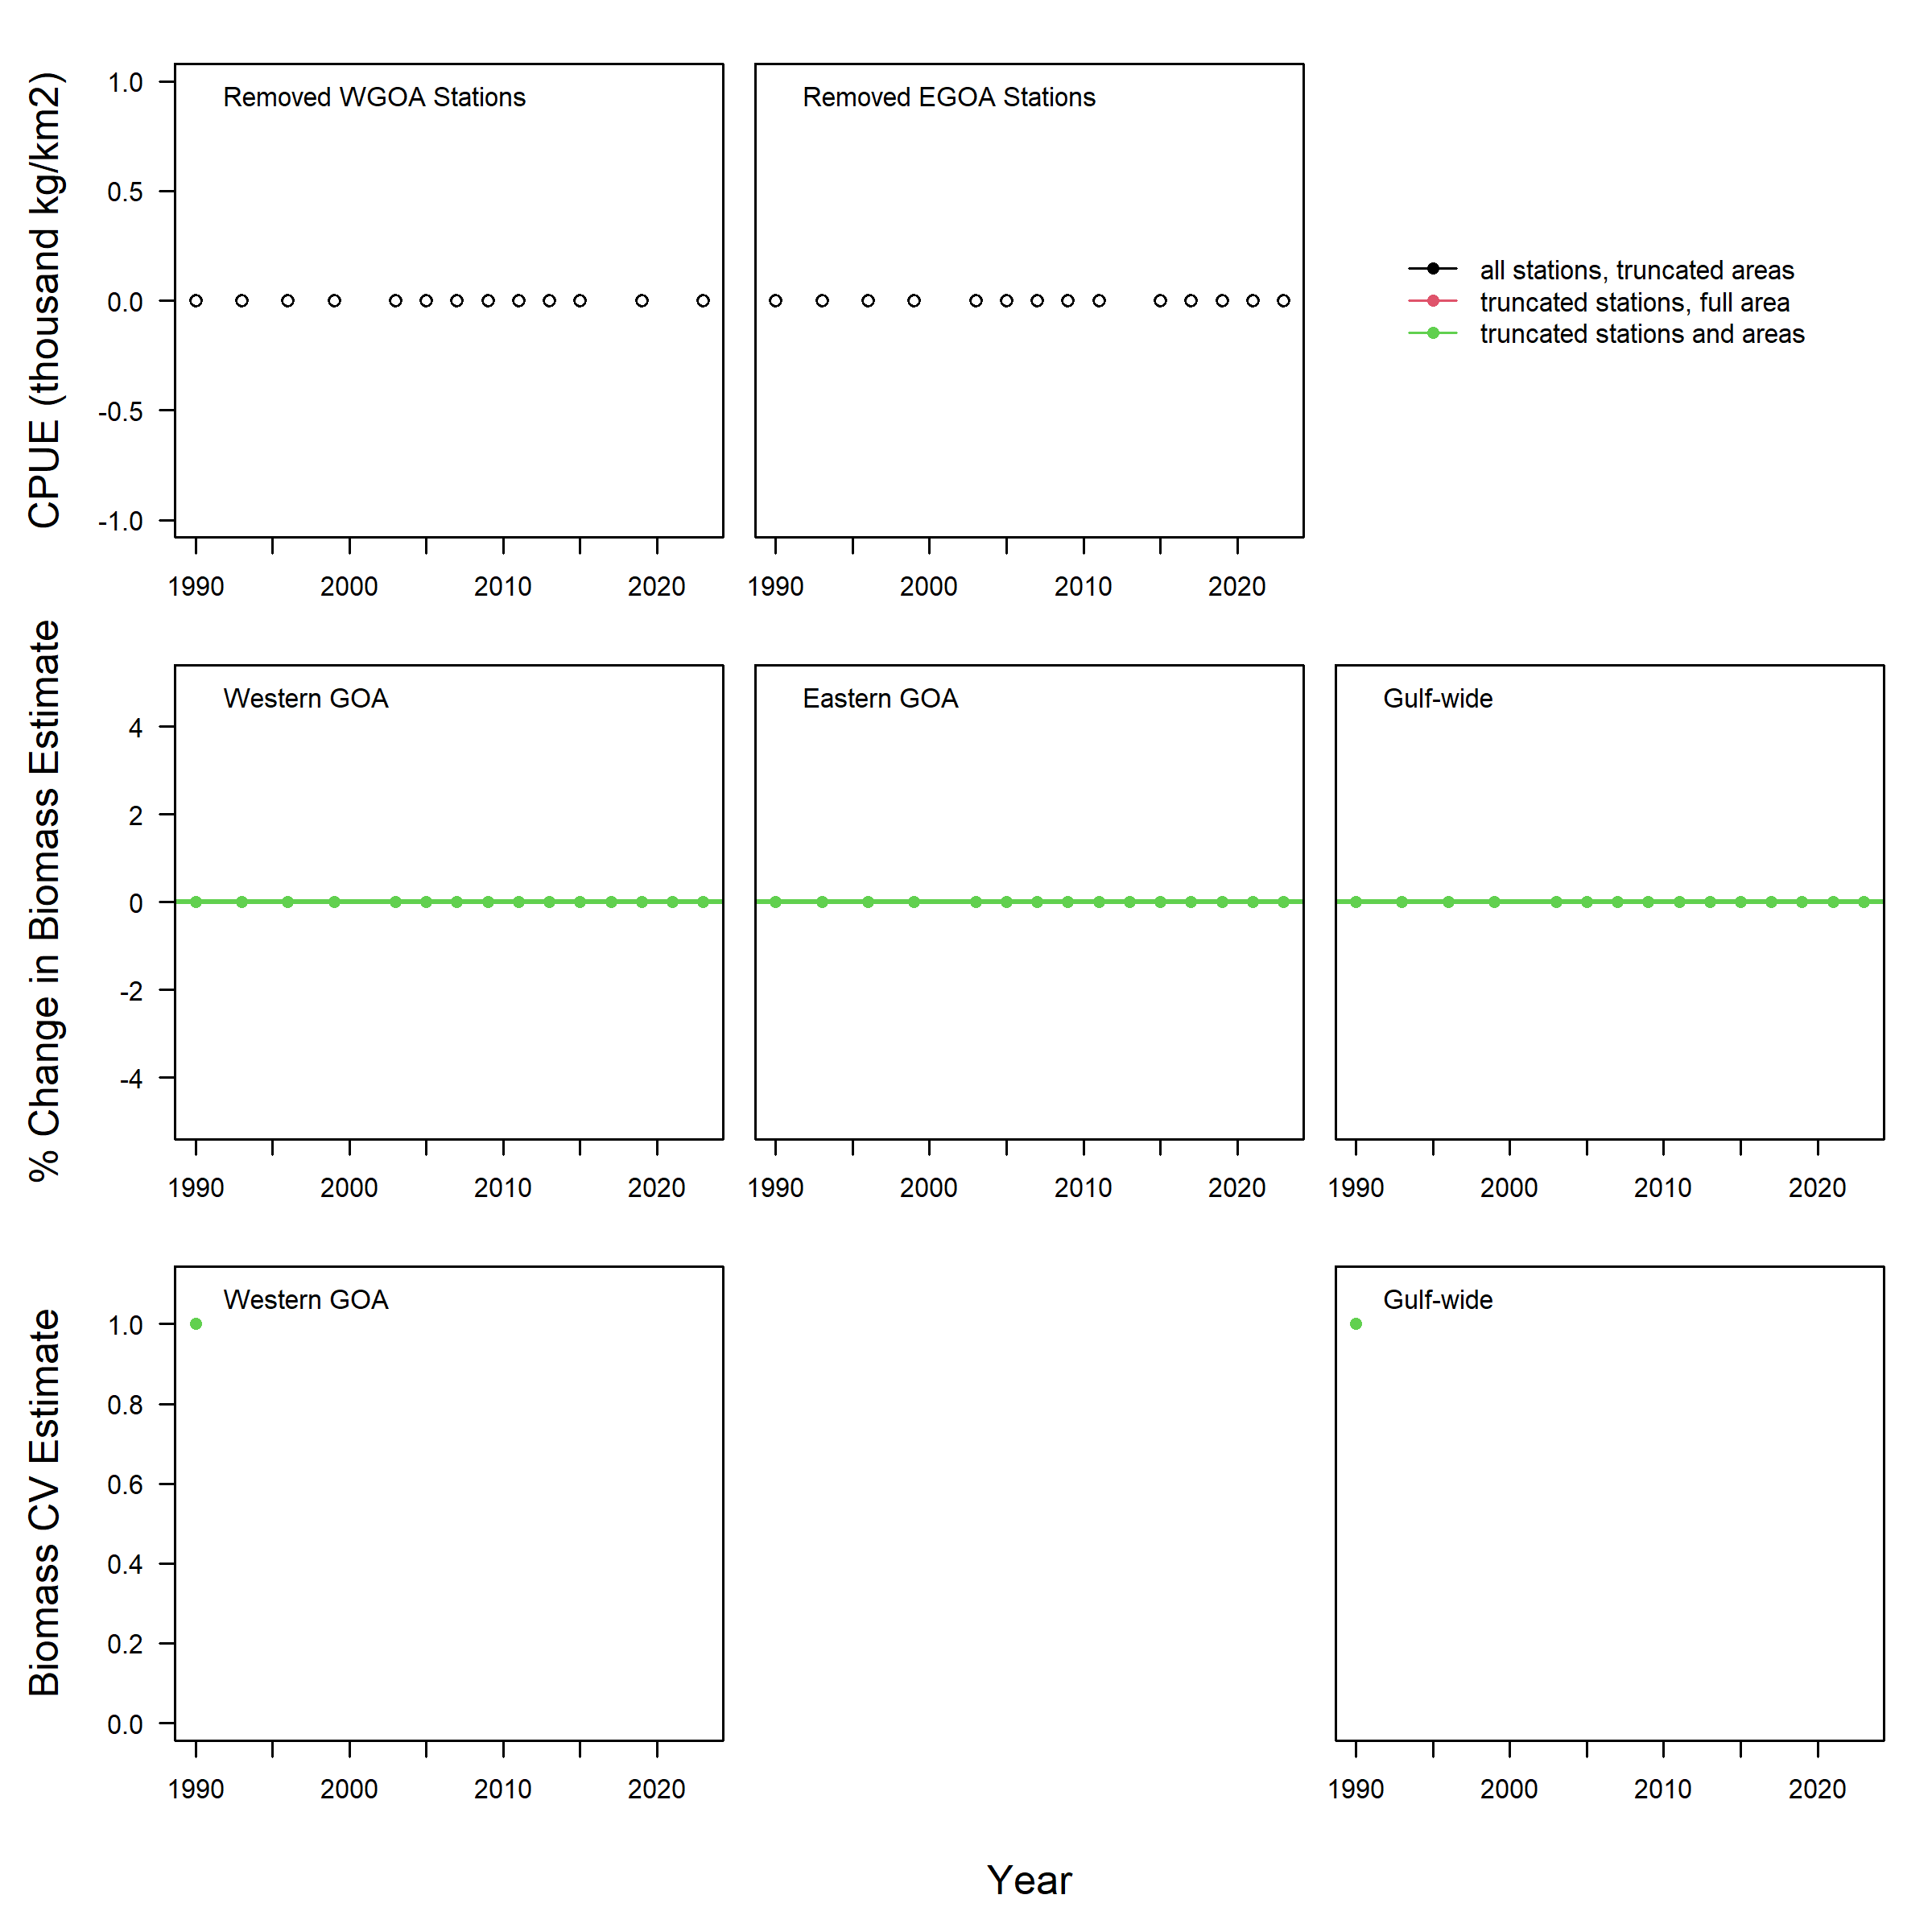 CPUE (thousand kg/km2)
1.0
0.5
0.0
-0.5
-1.0
Removed WGOA Stations
1990 2000 2010 2020
Removed EGOA Stations
1990 2000 2010 2020
all stations, truncated areas
truncated stations, full area
truncated stations and areas
% Change in Biomass Estimate
4
2
0
-2
-4
Western GOA
1990 2000 2010 2020
Eastern GOA
1990 2000 2010 2020
Gulf-wide
1990 2000 2010 2020
Biomass CV Estimate
1.0
0.8
0.6
0.4
0.2
0.0
Western GOA
1990 2000 2010 2020
Gulf-wide
1990 2000 2010 2020
Year